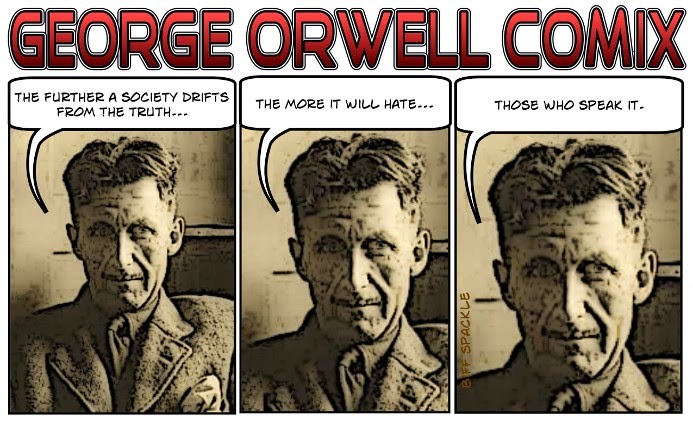 GEORGE ORWELL COMIX
THE FURTHER A SOCIETY DRIFTS
FROM THE TRUTH...
THE MORE IT WILL HATE...
THOSE WHO SPEAK IT.
BIFF SPACKLE